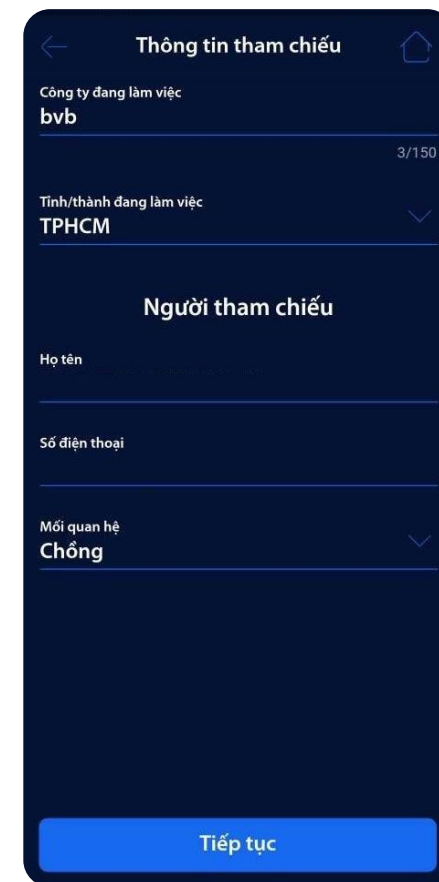 Thông tin tham chiếu
Công ty đang làm việc
bvb
3/150
Tỉnh/thành đang làm việc
TPHCM
Người tham chiếu
Họ tên
Số điện thoại
Mối quan hệ
Chồng
Tiếp tục